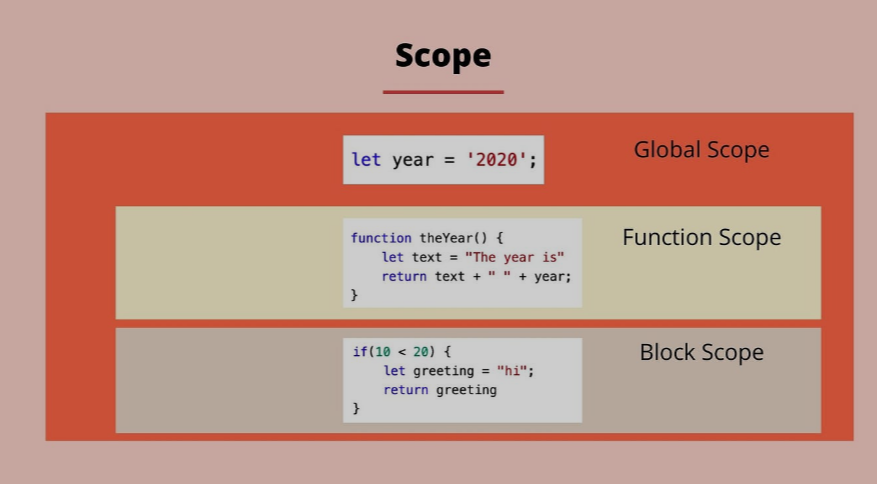 Scope
let year = '2020';
Global Scope
function theYear() {
let text = "The year is"
return text + " " + year;
}
Function Scope
if(10 < 20) {
let greeting = "hi";
return greeting
}
Block Scope